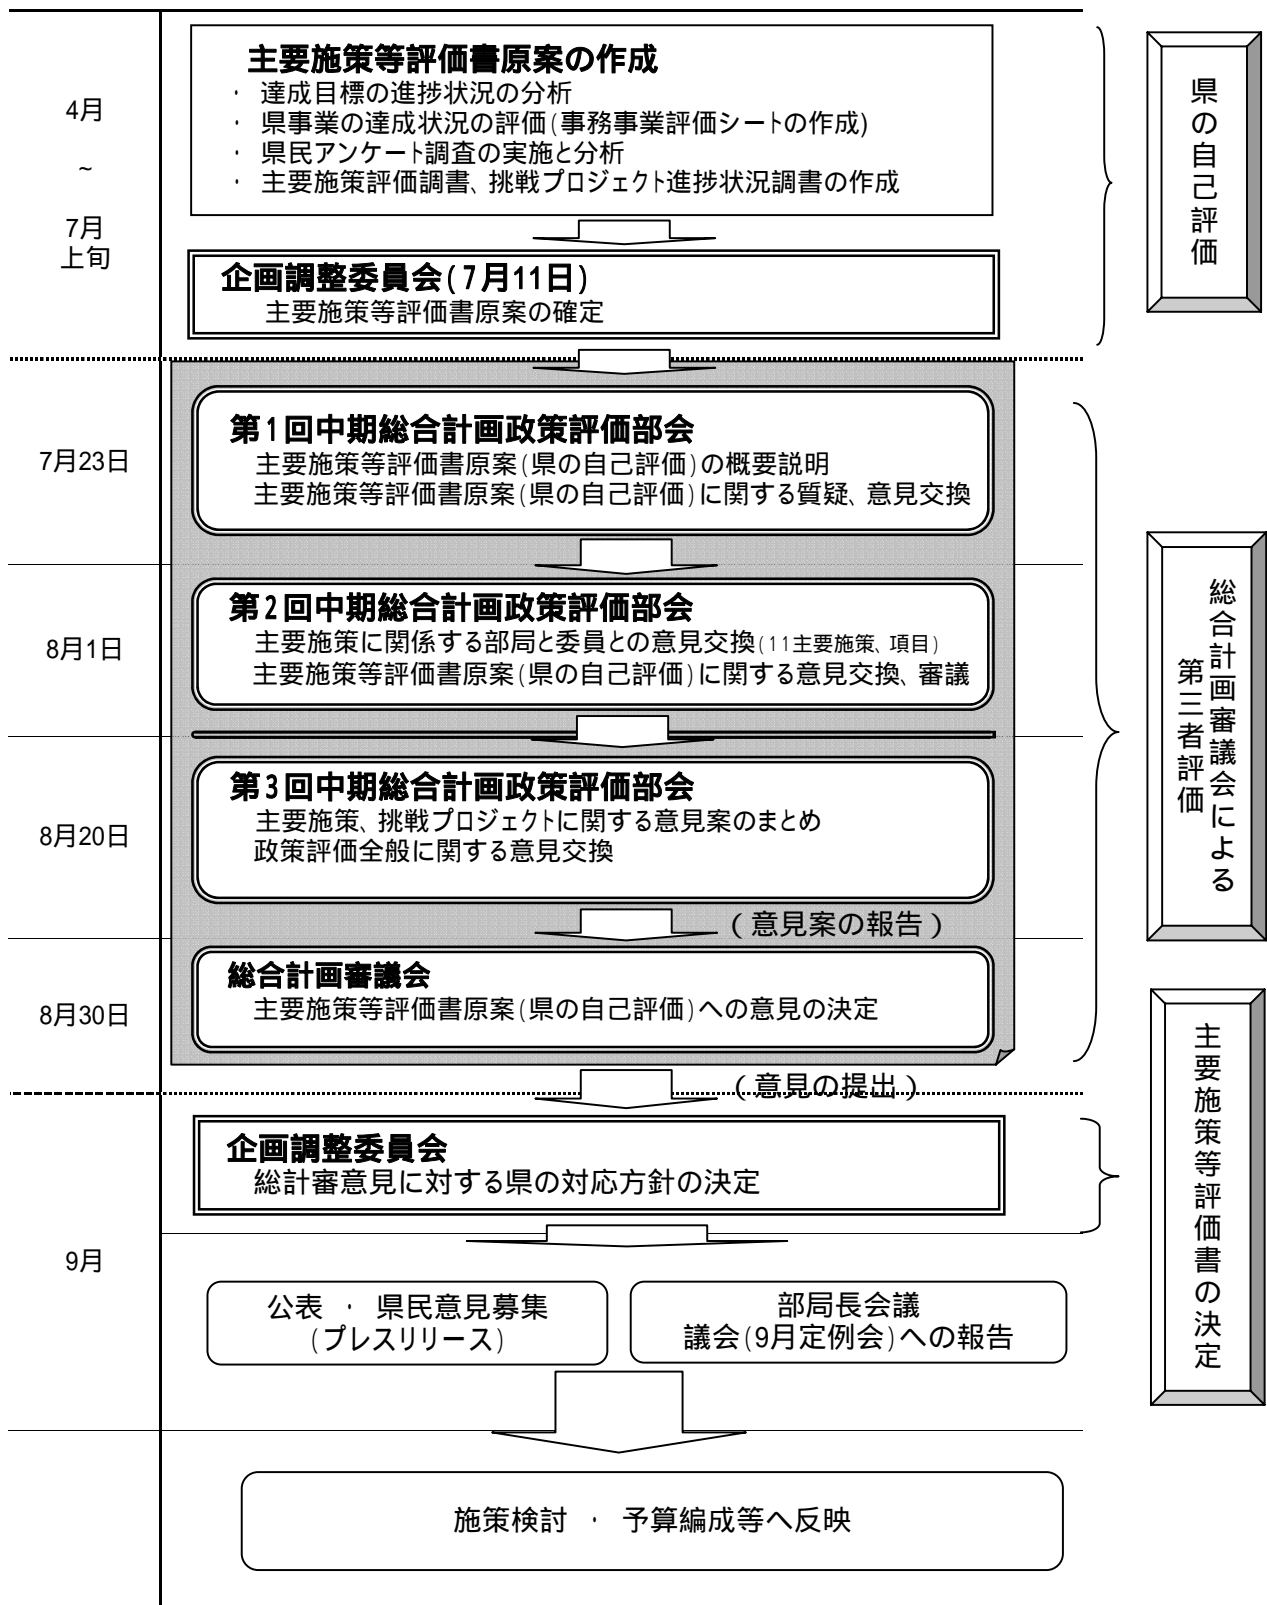 4月
~
7月
上旬
主要施策等評価書原案の作成
・ 達成目標の進捗状況の分析
・ 県事業の達成状況の評価(事務事業評価シートの作成)
・ 県民アンケート調査の実施と分析
・ 主要施策評価調書、挑戦プロジェクト進捗状況調書の作成
企画調整委員会(7月11日)
主要施策等評価書原案の確定
県の自己評価
7月23日
第1回中期総合計画政策評価部会
主要施策等評価書原案(県の自己評価)の概要説明
主要施策等評価書原案(県の自己評価)に関する質疑、意見交換
8月1日
第2回中期総合計画政策評価部会
主要施策に関係する部局と委員との意見交換(11主要施策、項目)
主要施策等評価書原案(県の自己評価)に関する意見交換、審議
8月20日
第3回中期総合計画政策評価部会
主要施策、挑戦プロジェクトに関する意見案のまとめ
政策評価全般に関する意見交換
(意見案の報告)
8月30日
総合計画審議会
主要施策等評価書原案(県の自己評価)への意見の決定
総合計画審議会による
第三者評価
(意見の提出)
9月
企画調整委員会
総計審意見に対する県の対応方針の決定
公表 ・ 県民意見募集
(プレスリリース)
部局長会議
議会(9月定例会)への報告
主要施策等評価書の決定
施策検討 ・ 予算編成等へ反映